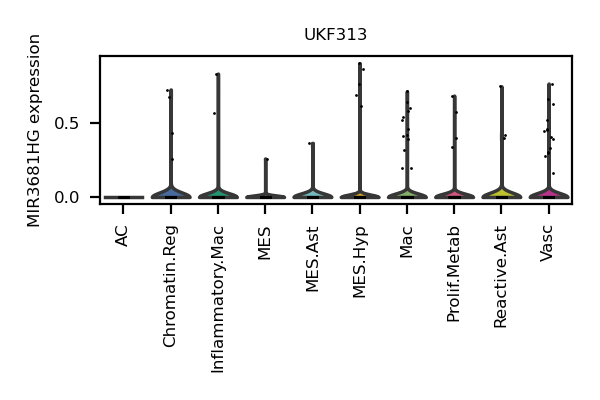 UKF313
MIR3681HG expression
0.5
0.0
AC
Chromatin.Reg
Inflammatory.Mac
MES
MES.Ast
MES.Hyp
Mac
Prolif.Metab
Reactive.Ast
Vasc